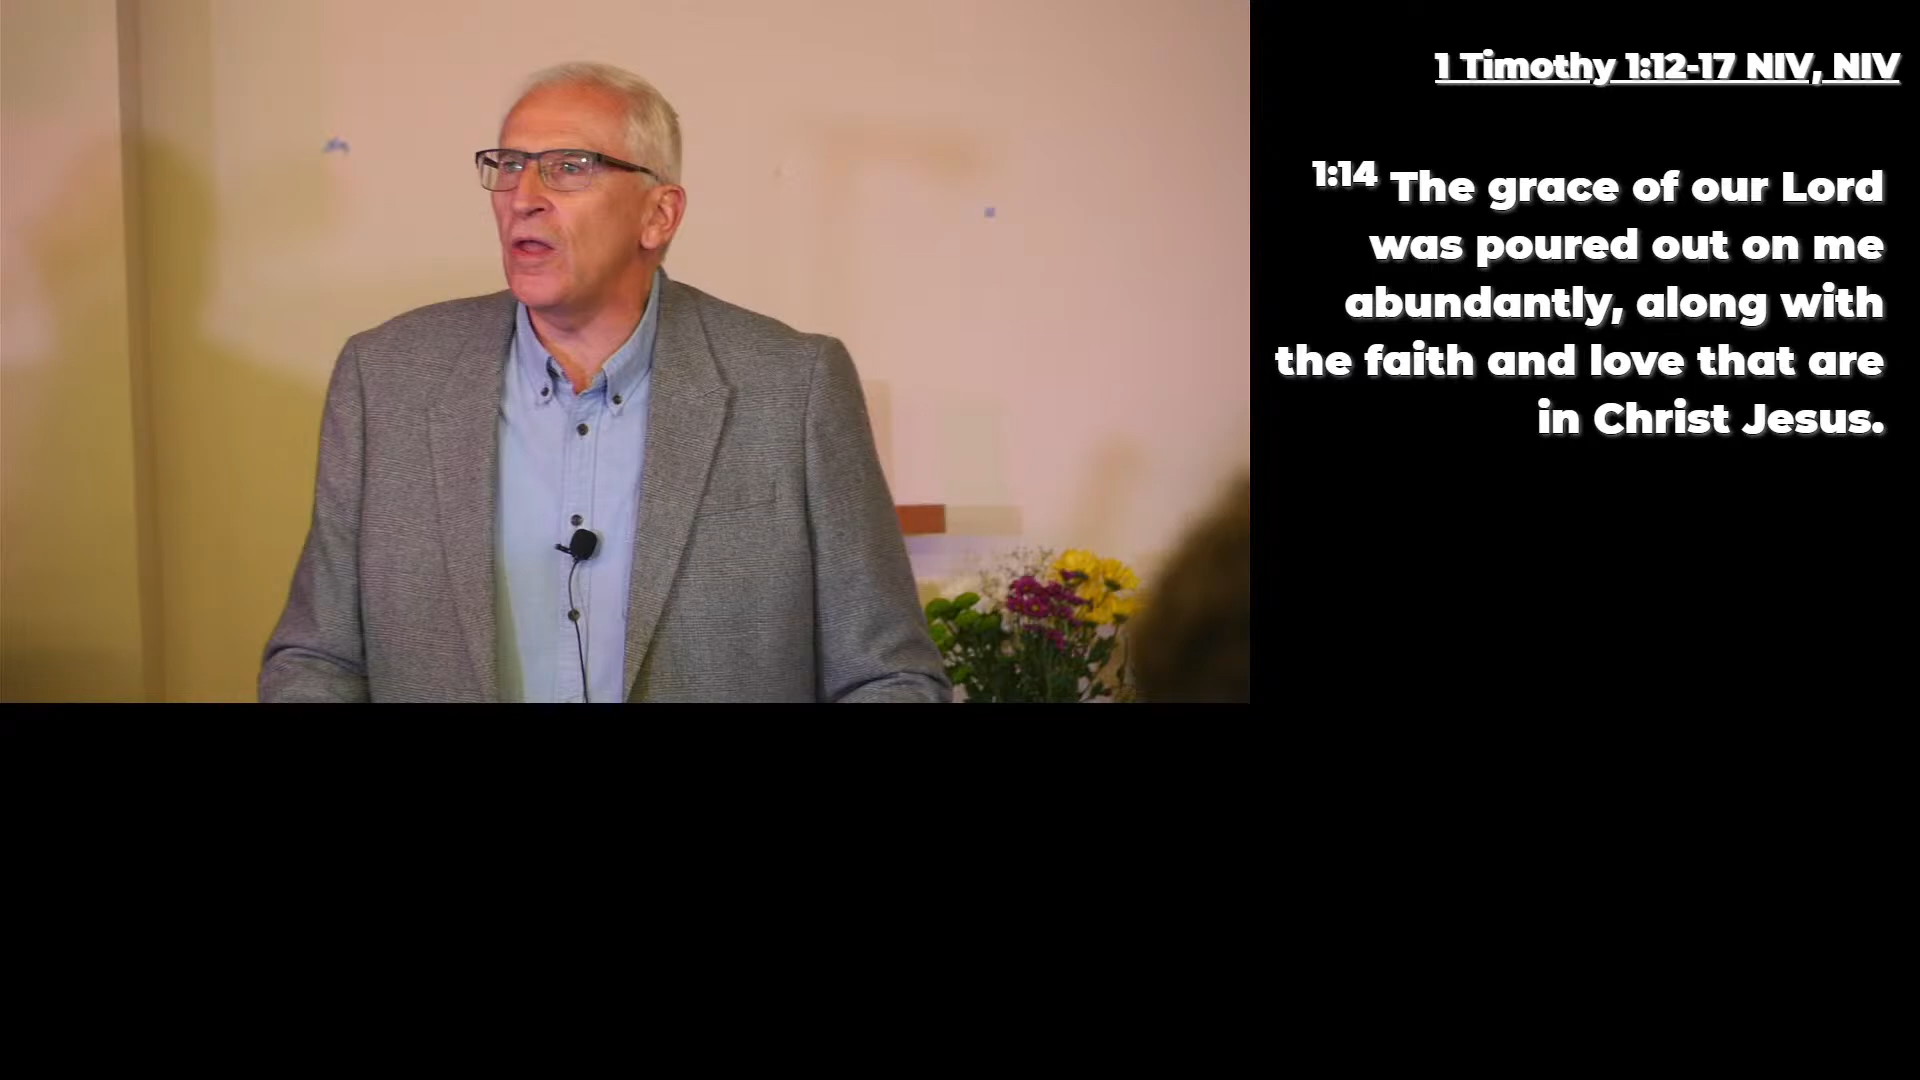 1 Timothy 1:12-17 NIV, NIV
1:14 The grace of our Lord
was poured out on me
abundantly, along with
the faith and love that are
in Christ Jesus.